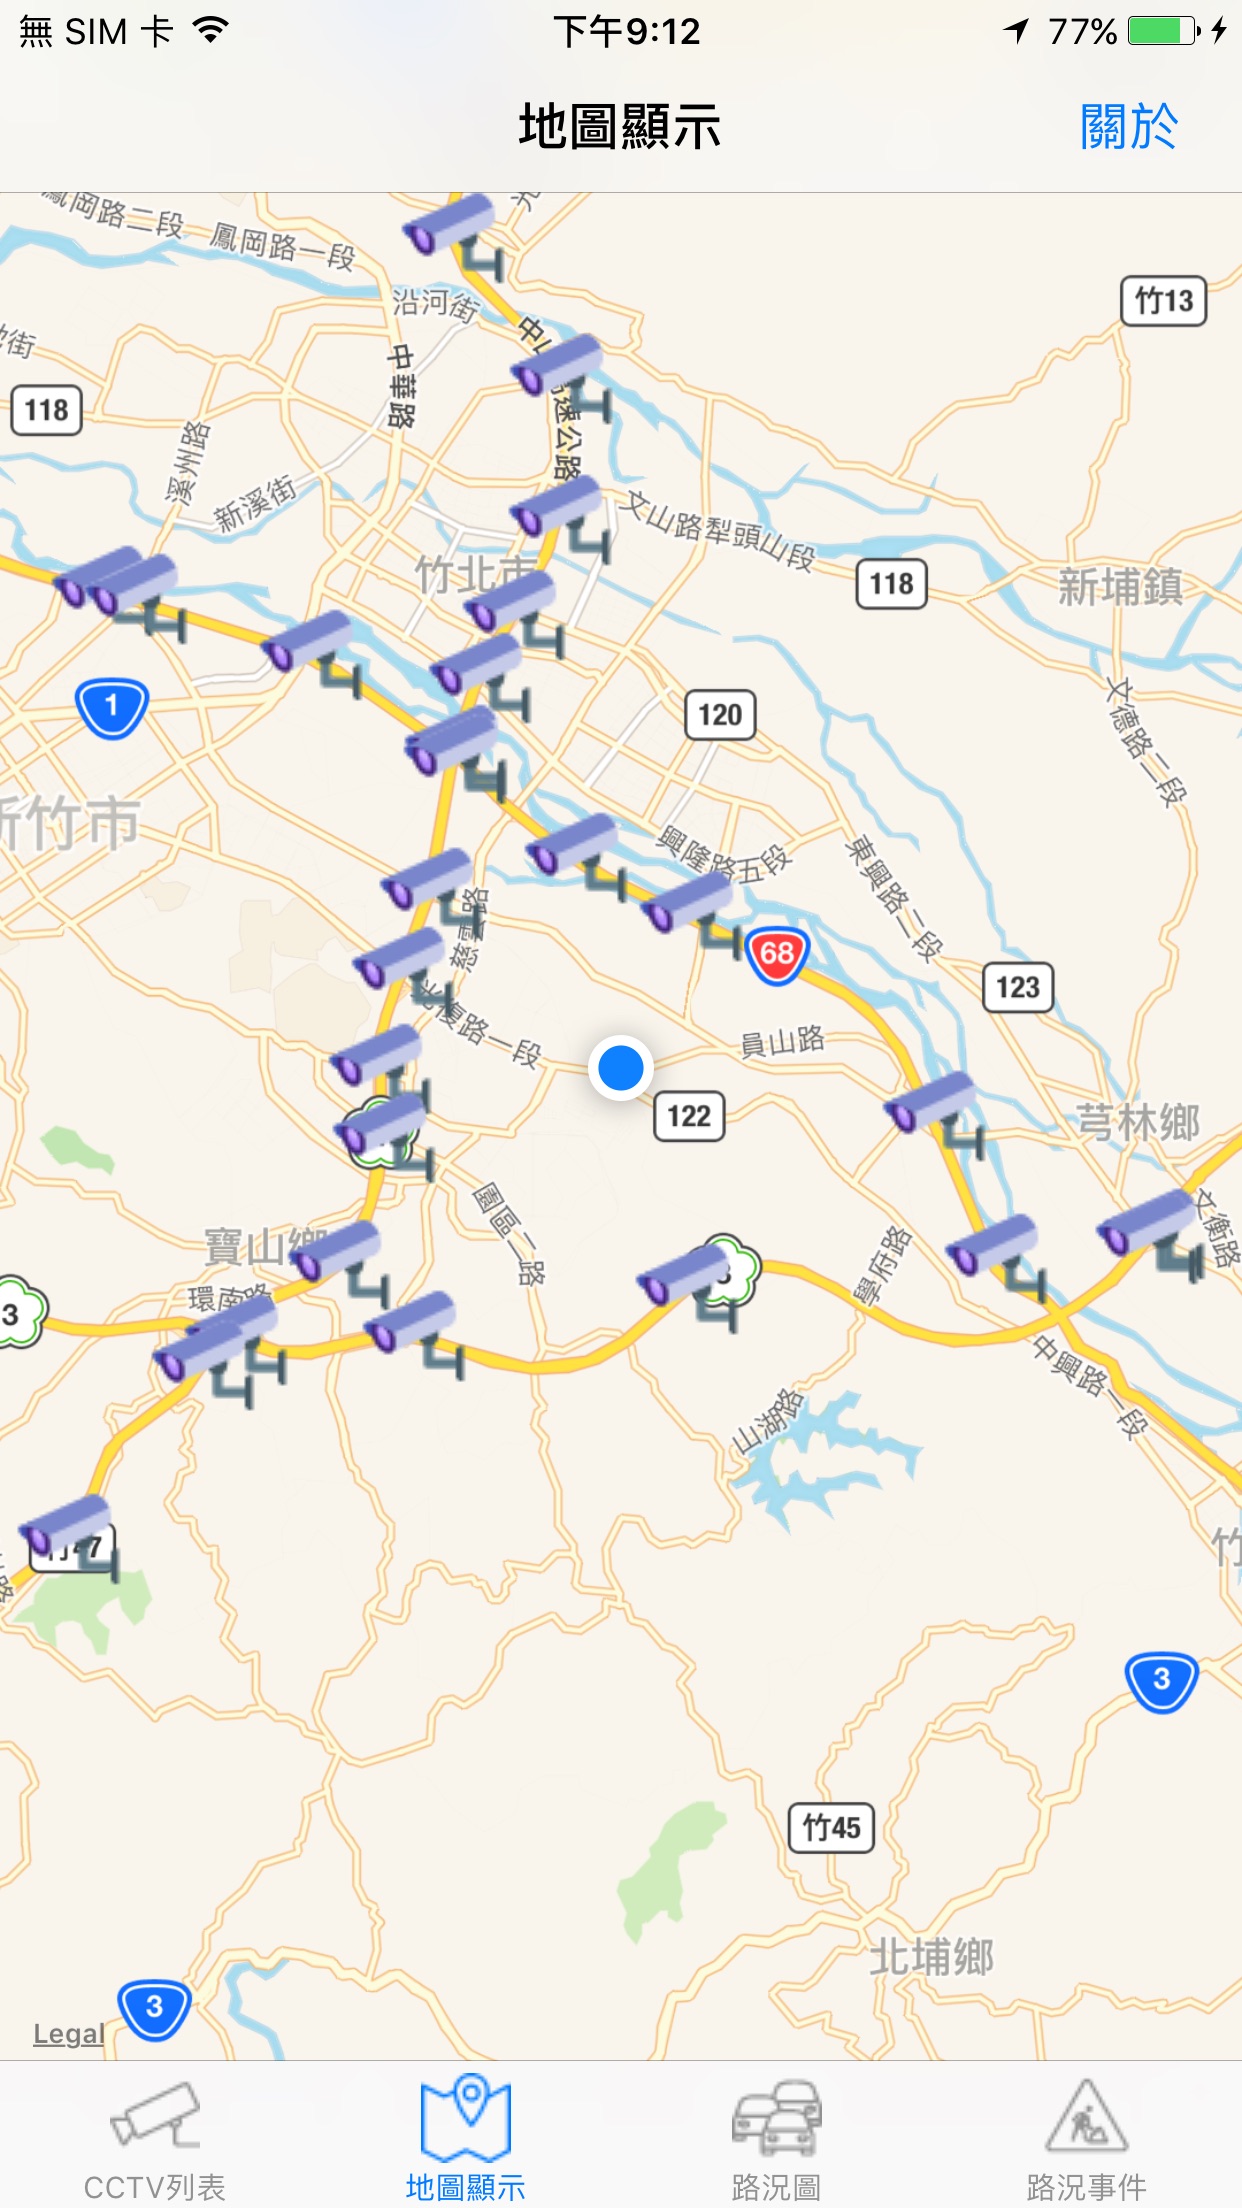 無 SIM 卡 下午9:12 77%
地圖顯示 關於
鳳岡路二段
鳳岡路一段
沿河街
竹13
中華路
118
速公路
溪州路
新溪街
文山路犁頭山段
竹北市
118
新埔鎮
1
120
文德路二段
新竹市
興隆路五段
東興路二段
慈雲路
68
123
光復路一段
員山路
122
芎林鄉
園區二路
文衡路
寶山鄉
學府路
環南路
3
中興路一段
山湖路
3
竹45
北埔鄉
3
Legal
CCTV列表 地圖顯示 路況圖 路況事件